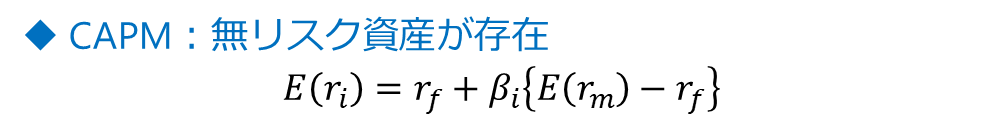 ◆ CAPM：無リスク資産が存在
E(r_i) = r_f + β_i{E(r_m) − r_f}